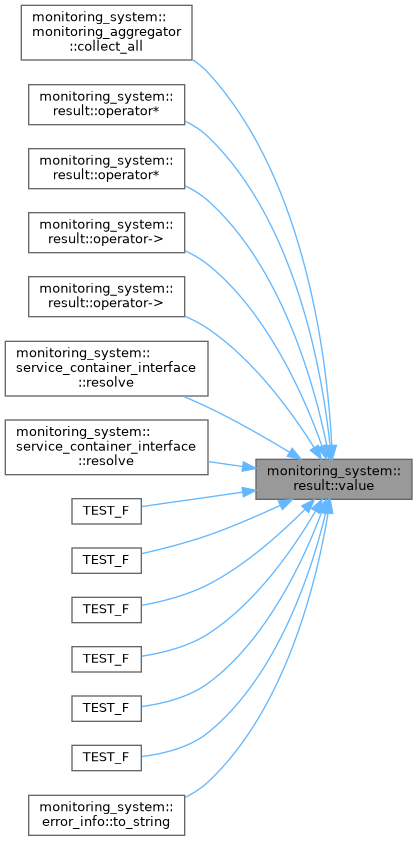 monitoring_system::
monitoring_aggregator
::collect_all
monitoring_system::
result::operator*
monitoring_system::
result::operator*
monitoring_system::
result::operator->
monitoring_system::
result::operator->
monitoring_system::
service_container_interface
::resolve
monitoring_system::
service_container_interface
::resolve
monitoring_system::
result::value
TEST_F
TEST_F
TEST_F
TEST_F
TEST_F
TEST_F
monitoring_system::
error_info::to_string